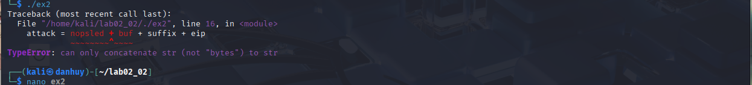 └─$ ./ex2
Traceback (most recent call last):
  File "/home/kali/lab02_02/./ex2", line 16, in <module>
    attack = nopsled + buf + suffix + eip
             ~~~~~~~~^~~~~
TypeError: can only concatenate str (not "bytes") to str
┌──(kali㉿danhuy)-[~/lab02_02]
└─$ nano ex2